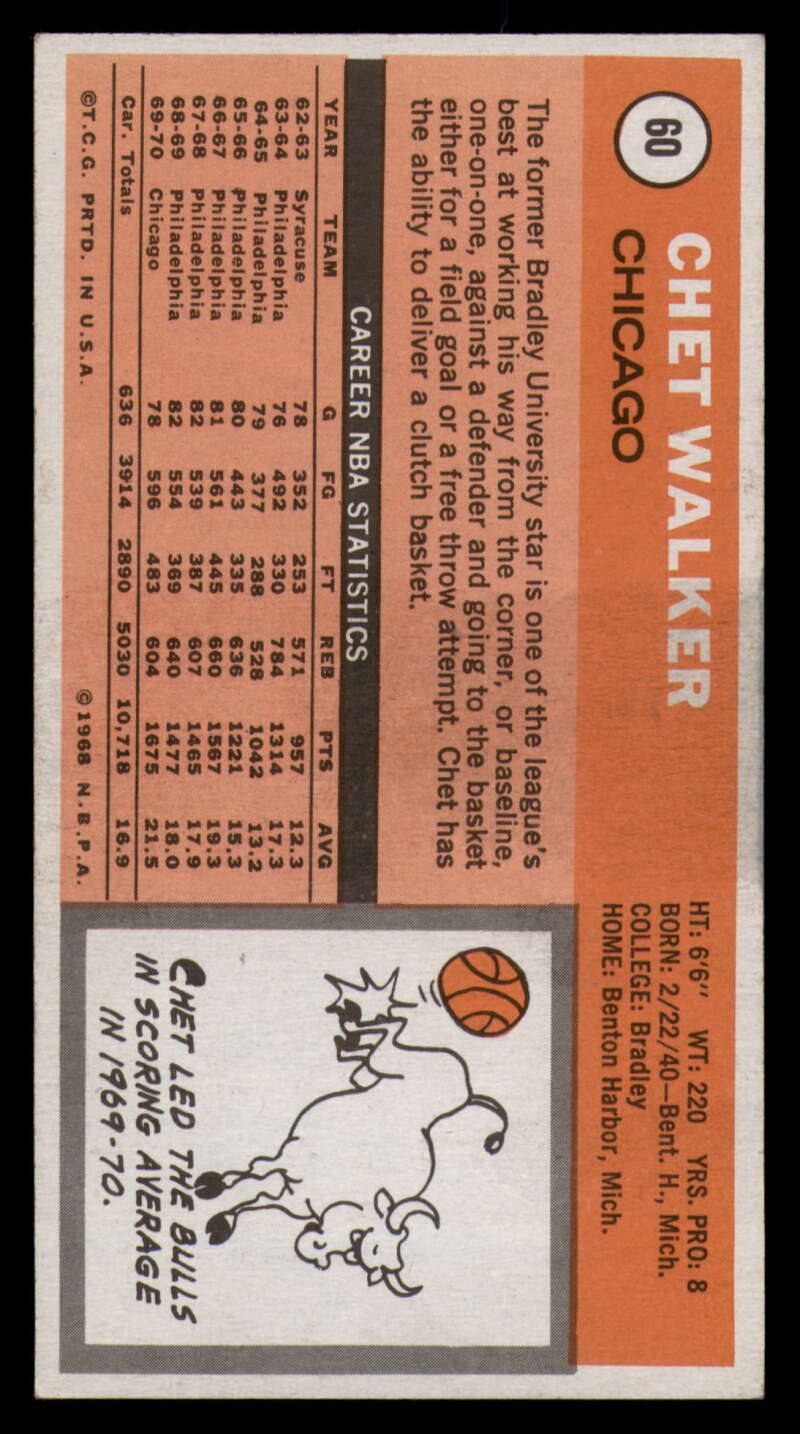 60
CHET WALKER
CHICAGO
HT: 6'6" WT: 220 YRS. PRO: 8
BORN: 2/22/40—Bent. H., Mich.
COLLEGE: Bradley
HOME: Benton Harbor, Mich.
The former Bradley University star is one of the league's
best at working his way from the corner, or baseline,
one-on-one, against a defender and going to the basket
either for a field goal or a free throw attempt. Chet has
the ability to deliver a clutch basket.
CAREER NBA STATISTICS
YEAR TEAM G FG FT REB PTS AVG
62-63 Syracuse 78 352 253 571 957 12.3
63-64 Philadelphia 76 492 330 784 1314 17.3
64-65 Philadelphia 79 377 288 528 1042 13.2
65-66 Philadelphia 80 443 335 636 1221 15.3
66-67 Philadelphia 81 561 445 660 1567 19.3
67-68 Philadelphia 82 539 387 607 1465 17.9
68-69 Philadelphia 82 554 369 640 1477 18.0
69-70 Chicago 78 596 483 604 1675 21.5
Car. Totals 636 3914 2890 5030 10,718 16.9
©T.C.G. PRTD. IN U.S.A. ©1968 N.B.P.A.
CHET LED THE BULLS
IN SCORING AVERAGE
IN 1969-70.